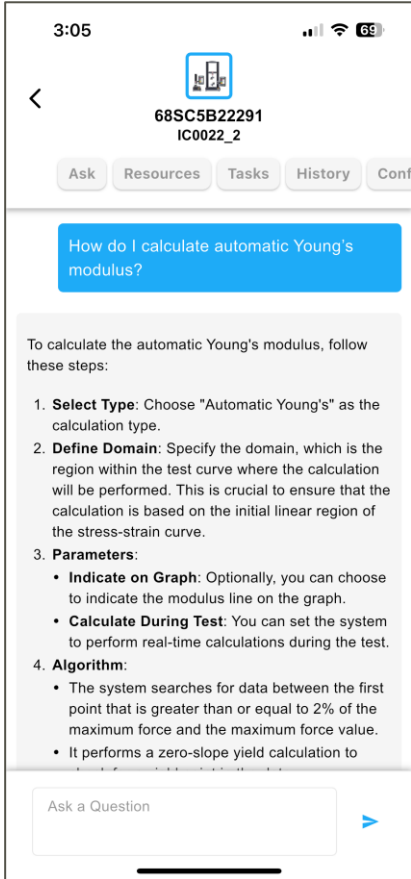 3:05
69
68SC5B22291
IC0022_2
Ask Resources Tasks History Conf
How do I calculate automatic Young's
modulus?
To calculate the automatic Young's modulus, follow
these steps:
1. Select Type: Choose "Automatic Young's" as the
calculation type.
2. Define Domain: Specify the domain, which is the
region within the test curve where the calculation
will be performed. This is crucial to ensure that the
calculation is based on the initial linear region of
the stress-strain curve.
3. Parameters:
• Indicate on Graph: Optionally, you can choose
to indicate the modulus line on the graph.
• Calculate During Test: You can set the system
to perform real-time calculations during the test.
4. Algorithm:
• The system searches for data between the first
point that is greater than or equal to 2% of the
maximum force and the maximum force value.
• It performs a zero-slope yield calculation to
Ask a Question